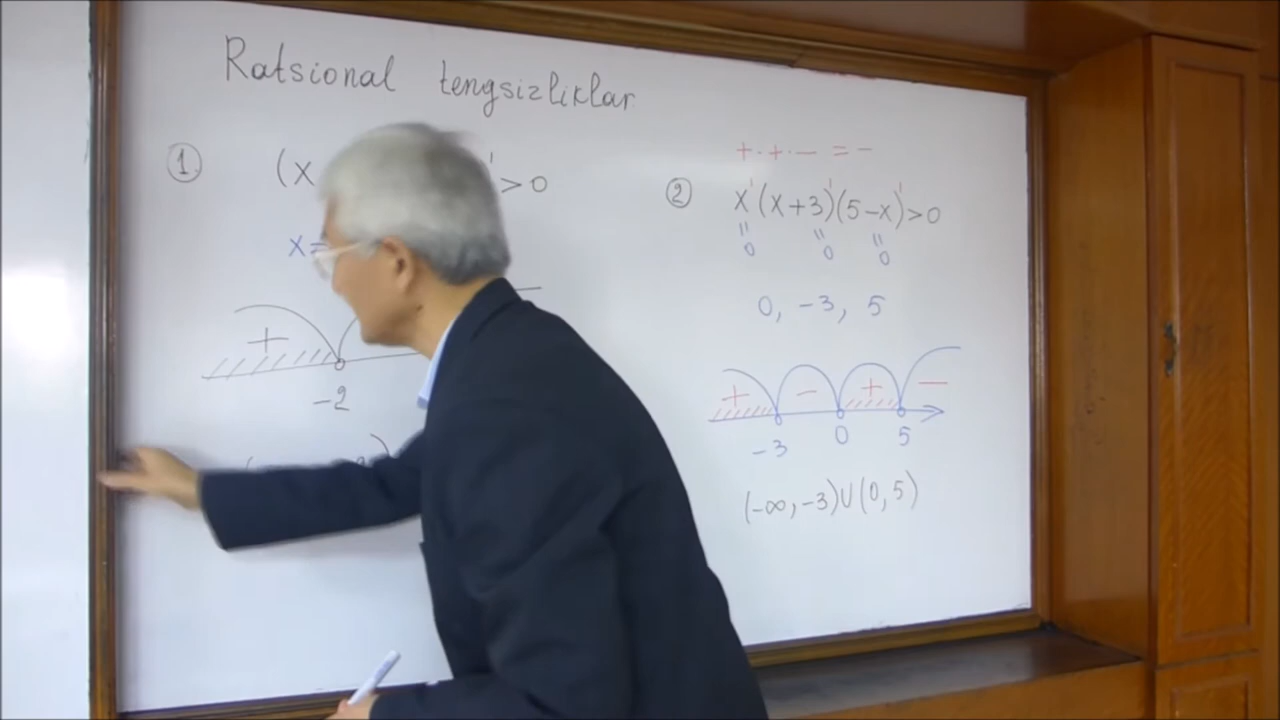 Ratsional tengsizliklar
1
(x
>0
x=
+
-2
+ · + · — = -
2
x'(x+3)'(5-x)'>0
" " "
0 0 0
0, -3, 5
+ - + —
-3 0 5
(-∞,-3)∪(0,5)